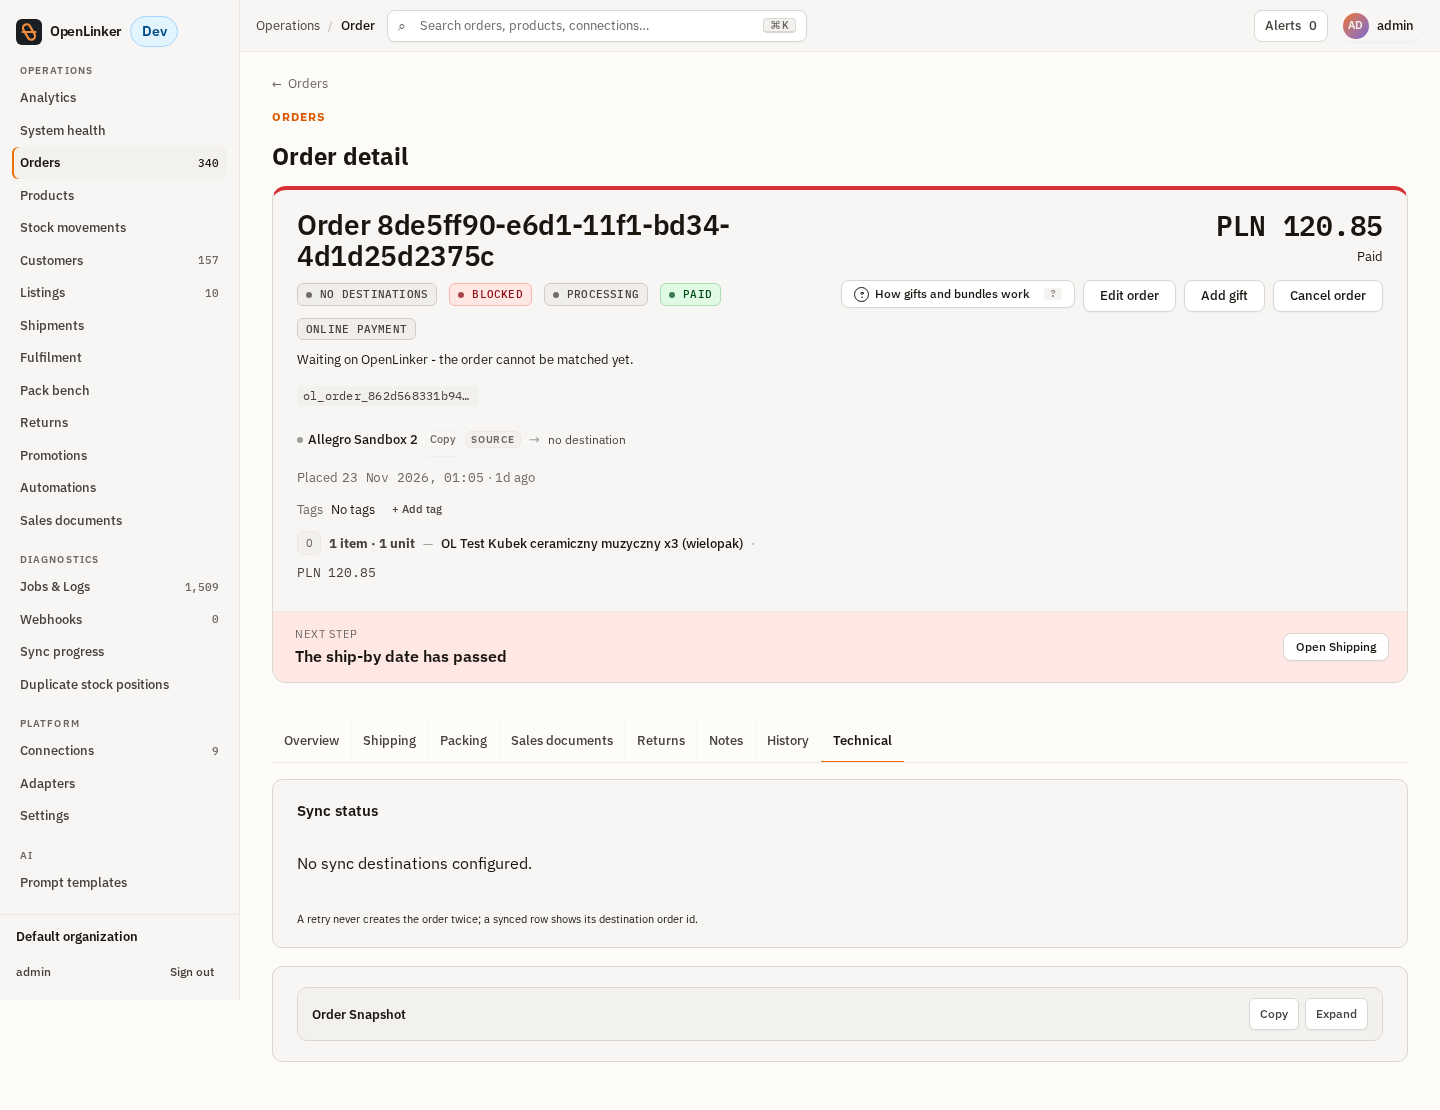 OpenLinker Dev
OPERATIONS
Analytics
System health
Orders 340
Products
Stock movements
Customers 157
Listings 10
Shipments
Fulfilment
Pack bench
Returns
Promotions
Automations
Sales documents
DIAGNOSTICS
Jobs & Logs 1,509
Webhooks 0
Sync progress
Duplicate stock positions
PLATFORM
Connections 9
Adapters
Settings
AI
Prompt templates
Default organization
admin Sign out
Operations / Order Search orders, products, connections... ⌘K Alerts 0 AD admin
← Orders
ORDERS
Order detail
Order 8de5ff90-e6d1-11f1-bd34-
4d1d25d2375c
PLN 120.85
Paid
NO DESTINATIONS BLOCKED PROCESSING PAID
ONLINE PAYMENT
? How gifts and bundles work ? Edit order Add gift Cancel order
Waiting on OpenLinker - the order cannot be matched yet.
ol_order_862d568331b94…
Allegro Sandbox 2 Copy SOURCE → no destination
Placed 23 Nov 2026, 01:05 · 1d ago
Tags No tags + Add tag
O 1 item · 1 unit — OL Test Kubek ceramiczny muzyczny x3 (wielopak) ·
PLN 120.85
NEXT STEP
The ship-by date has passed
Open Shipping
Overview Shipping Packing Sales documents Returns Notes History Technical
Sync status
No sync destinations configured.
A retry never creates the order twice; a synced row shows its destination order id.
Order Snapshot Copy Expand